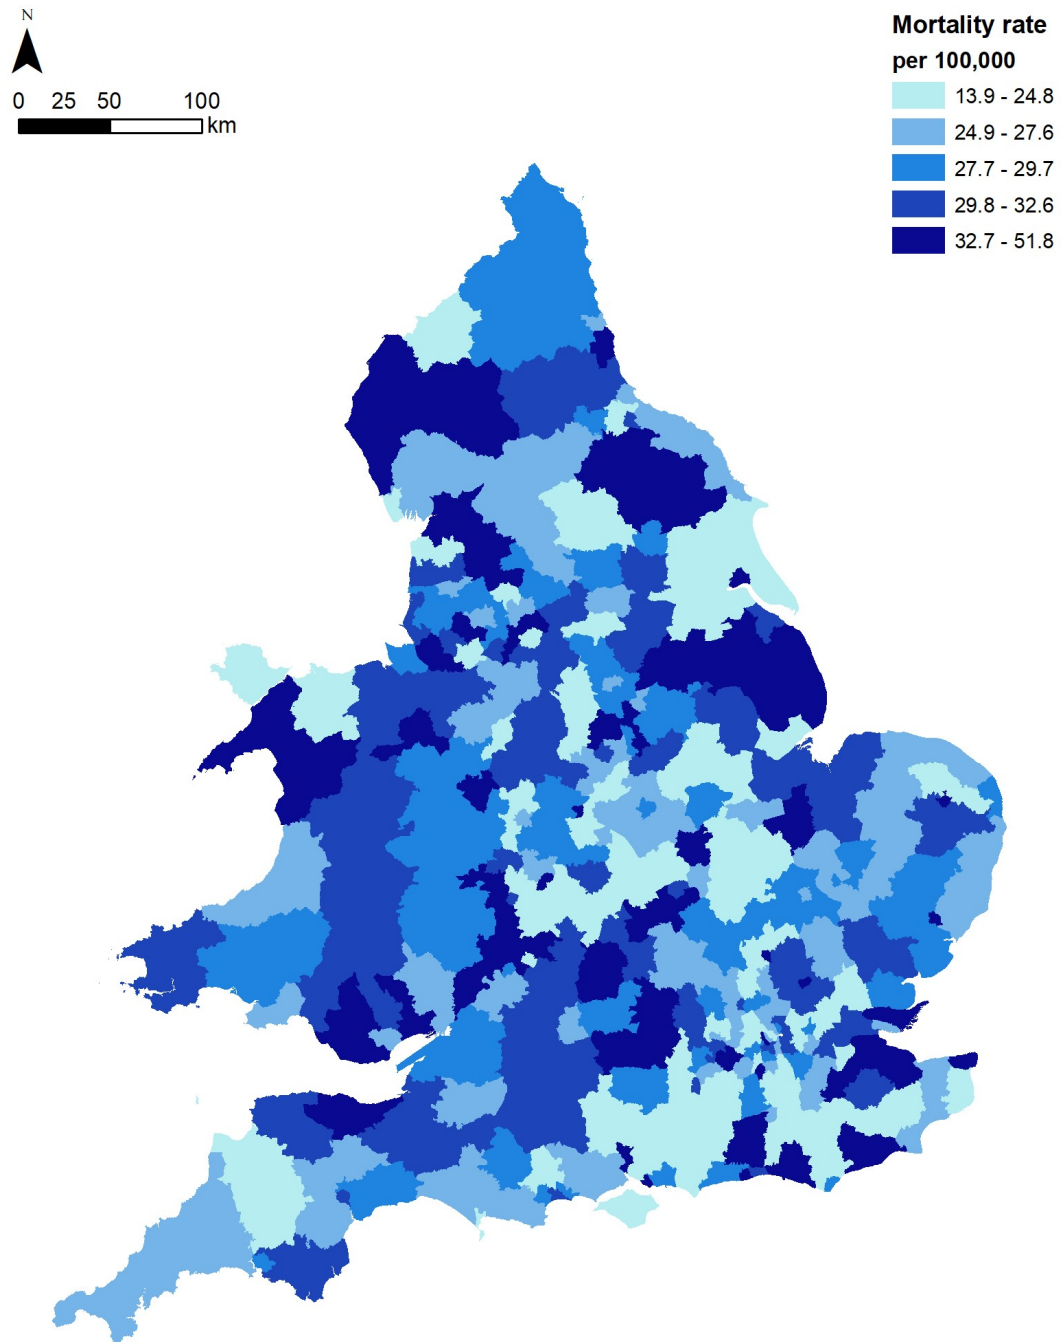 N
0 25 50 100
km
Mortality rate
per 100,000
13.9 - 24.8
24.9 - 27.6
27.7 - 29.7
29.8 - 32.6
32.7 - 51.8